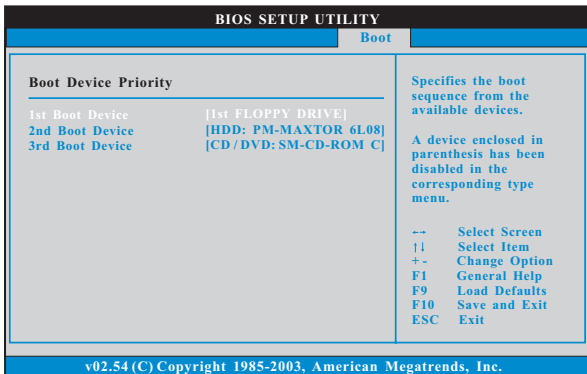 BIOS SETUP UTILITY
Boot
Boot Device Priority
1st Boot Device [1st FLOPPY DRIVE]
2nd Boot Device [HDD: PM-MAXTOR 6L08]
3rd Boot Device [CD/DVD: SM-CD-ROM C]
Specifies the boot
sequence from the
available devices.
A device enclosed in
parenthesis has been
disabled in the
corresponding type
menu.
←→ Select Screen
↑↓ Select Item
+- Change Option
F1 General Help
F9 Load Defaults
F10 Save and Exit
ESC Exit
v02.54 (C) Copyright 1985-2003, American Megatrends, Inc.